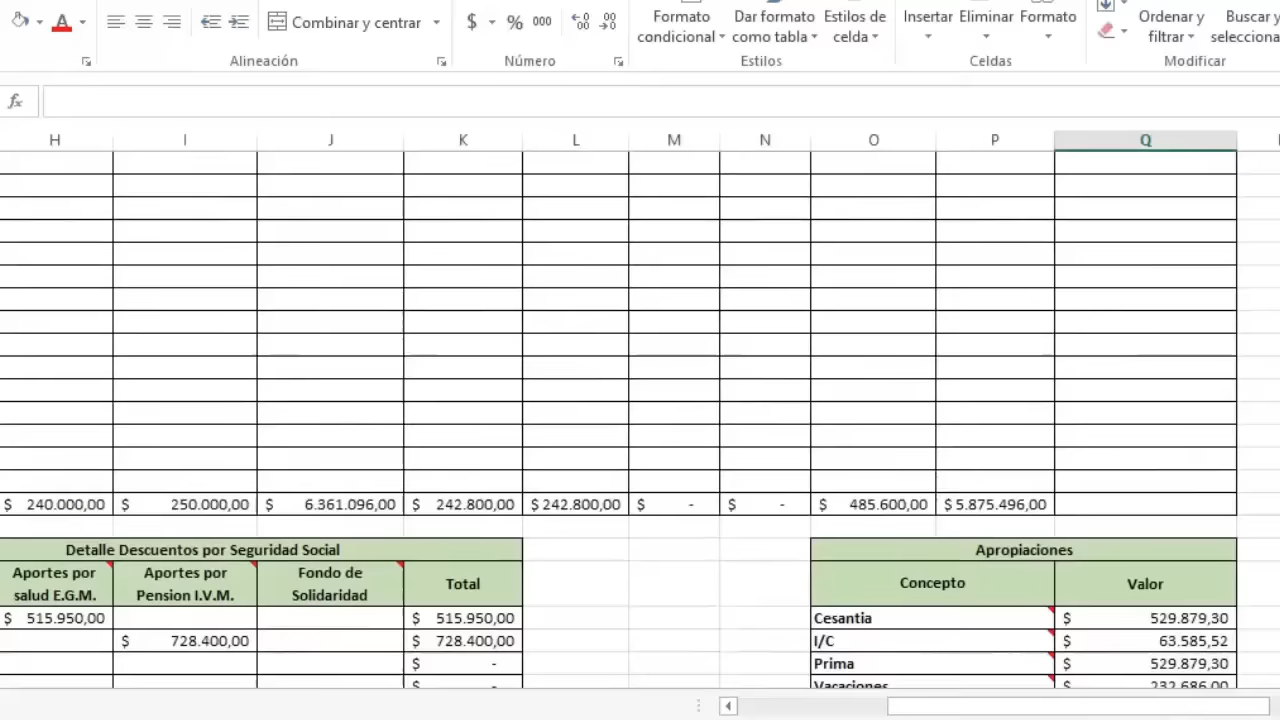 Combinar y centrar
$ % 000
Formato condicional
Dar formato como tabla
Estilos de celda
Insertar
Eliminar
Formato
Ordenar y filtrar
Buscar y
Alineación
Número
Estilos
Celdas
Modificar
fx
H I J K L M N O P Q
$ 240.000,00 $ 250.000,00 $ 6.361.096,00 $ 242.800,00 $ 242.800,00 $ - $ - $ 485.600,00 $ 5.875.496,00
Detalle Descuentos por Seguridad Social
Aportes por salud E.G.M.
Aportes por Pension I.V.M.
Fondo de Solidaridad
Total
$ 515.950,00 $ 515.950,00
$ 728.400,00 $ 728.400,00
$ -
$ -
Apropiaciones
Concepto Valor
Cesantia $ 529.879,30
I/C $ 63.585,52
Prima $ 529.879,30
Vacaciones $ 232.686,00